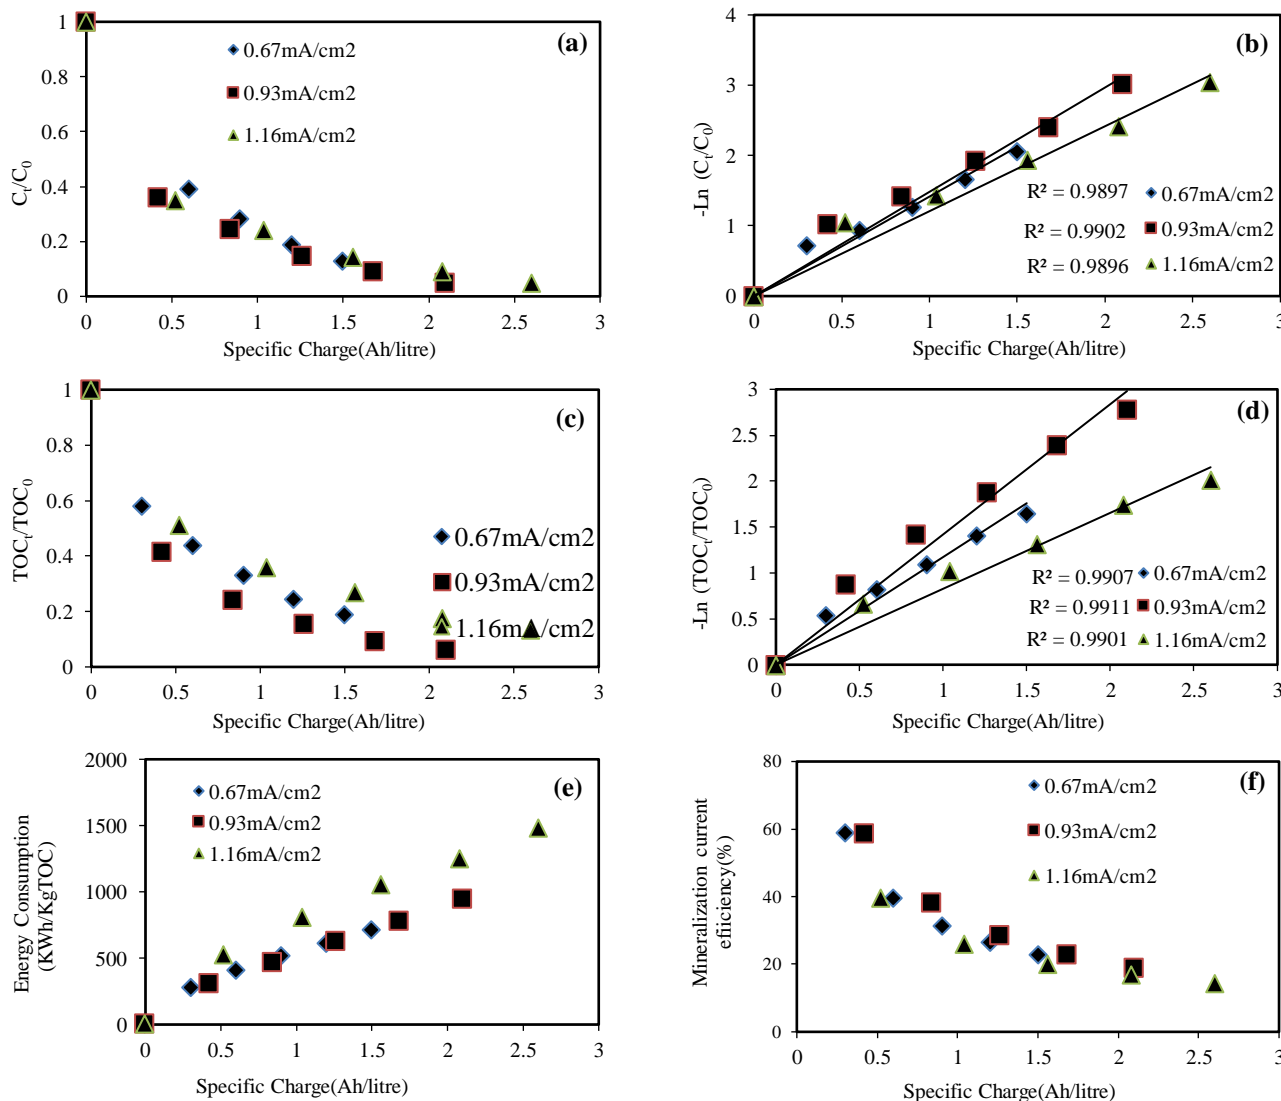 (a)
0.67mA/cm2
0.93mA/cm2
1.16mA/cm2
Ct/C0
1
0.8
0.6
0.4
0.2
0
0 0.5 1 1.5 2 2.5 3
Specific Charge(Ah/litre)
(b)
-Ln (Ct/C0)
4
3
2
1
0
R² = 0.9897 0.67mA/cm2
R² = 0.9902 0.93mA/cm2
R² = 0.9896 1.16mA/cm2
0 0.5 1 1.5 2 2.5 3
Specific Charge(Ah/litre)
(c)
TOCt/TOC0
1
0.8
0.6
0.4
0.2
0
0.67mA/cm2
0.93mA/cm2
1.16mA/cm2
0 0.5 1 1.5 2 2.5 3
Specific Charge(Ah/litre)
(d)
-Ln (TOCt/TOC0)
3
2.5
2
1.5
1
0.5
0
R² = 0.9907 0.67mA/cm2
R² = 0.9911 0.93mA/cm2
R² = 0.9901 1.16mA/cm2
0 0.5 1 1.5 2 2.5 3
Specific Charge(Ah/litre)
(e)
Energy Consumption
(KWh/KgTOC)
2000
1500
1000
500
0
0.67mA/cm2
0.93mA/cm2
1.16mA/cm2
0 0.5 1 1.5 2 2.5 3
Specific Charge(Ah/litre)
(f)
Mineralization current
efiiciency(%)
80
60
40
20
0
0.67mA/cm2
0.93mA/cm2
1.16mA/cm2
0 0.5 1 1.5 2 2.5 3
Specific Charge(Ah/litre)